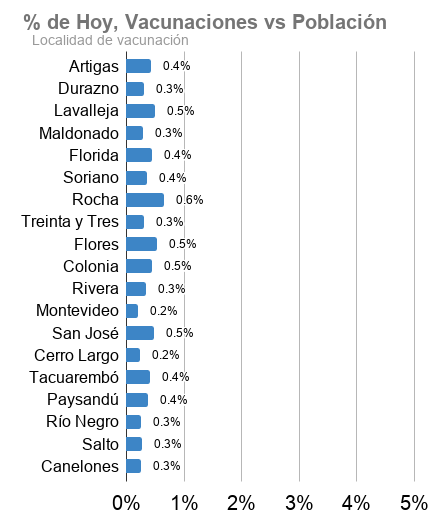 % de Hoy, Vacunaciones vs Población
Localidad de vacunación
Artigas 0.4%
Durazno 0.3%
Lavalleja 0.5%
Maldonado 0.3%
Florida 0.4%
Soriano 0.4%
Rocha 0.6%
Treinta y Tres 0.3%
Flores 0.5%
Colonia 0.5%
Rivera 0.3%
Montevideo 0.2%
San José 0.5%
Cerro Largo 0.2%
Tacuarembó 0.4%
Paysandú 0.4%
Río Negro 0.3%
Salto 0.3%
Canelones 0.3%
0% 1% 2% 3% 4% 5%